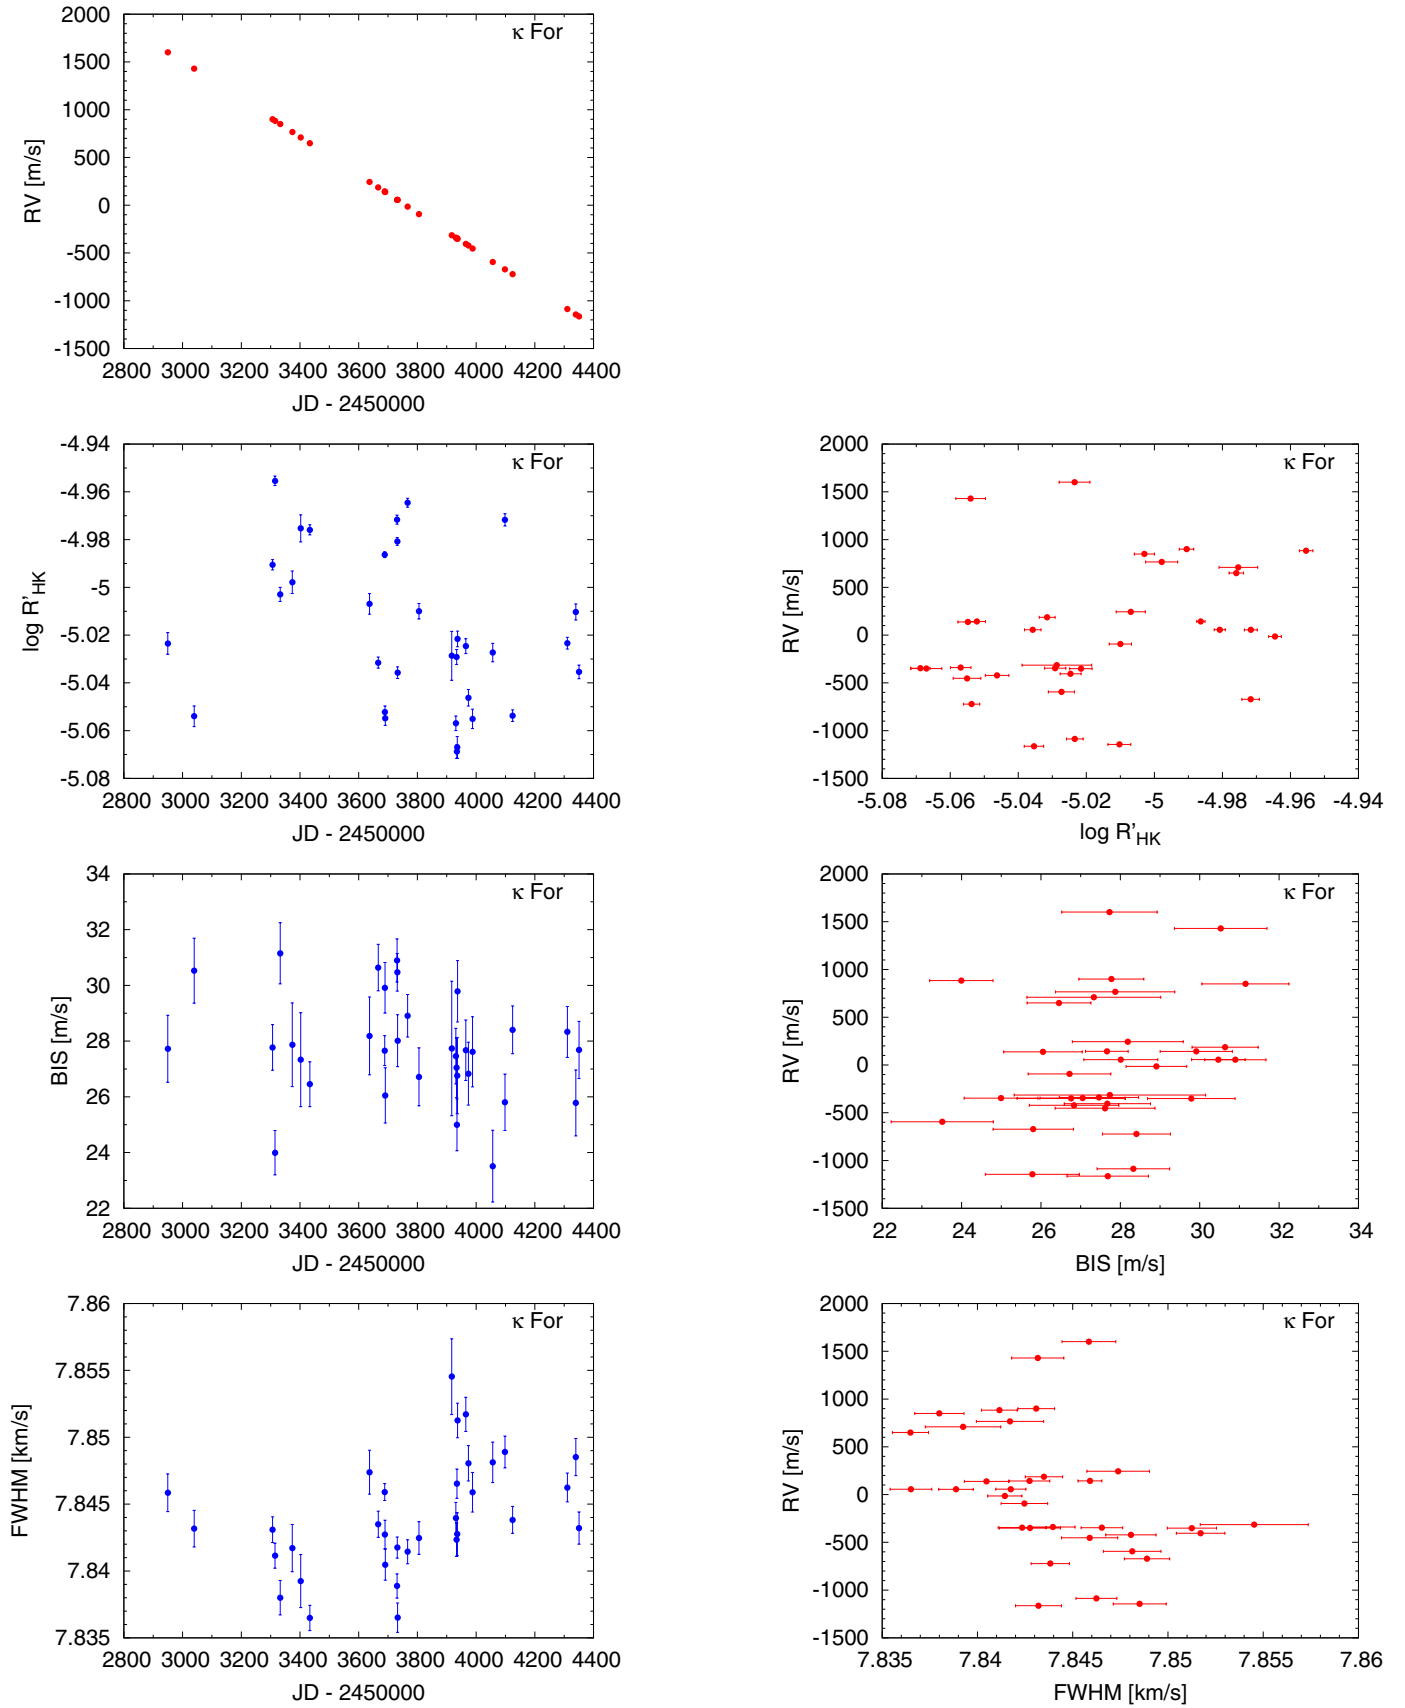 2000
1500
1000
500
0
-500
-1000
-1500
RV [m/s]
κ For
2800 3000 3200 3400 3600 3800 4000 4200 4400
JD - 2450000
-4.94
-4.96
-4.98
-5
-5.02
-5.04
-5.06
-5.08
log R'HK
κ For
2800 3000 3200 3400 3600 3800 4000 4200 4400
JD - 2450000
2000
1500
1000
500
0
-500
-1000
-1500
RV [m/s]
κ For
-5.08 -5.06 -5.04 -5.02 -5 -4.98 -4.96 -4.94
log R'HK
34
32
30
28
26
24
22
BIS [m/s]
κ For
2800 3000 3200 3400 3600 3800 4000 4200 4400
JD - 2450000
2000
1500
1000
500
0
-500
-1000
-1500
RV [m/s]
κ For
22 24 26 28 30 32 34
BIS [m/s]
7.86
7.855
7.85
7.845
7.84
7.835
FWHM [km/s]
κ For
2800 3000 3200 3400 3600 3800 4000 4200 4400
JD - 2450000
2000
1500
1000
500
0
-500
-1000
-1500
RV [m/s]
κ For
7.835 7.84 7.845 7.85 7.855 7.86
FWHM [km/s]